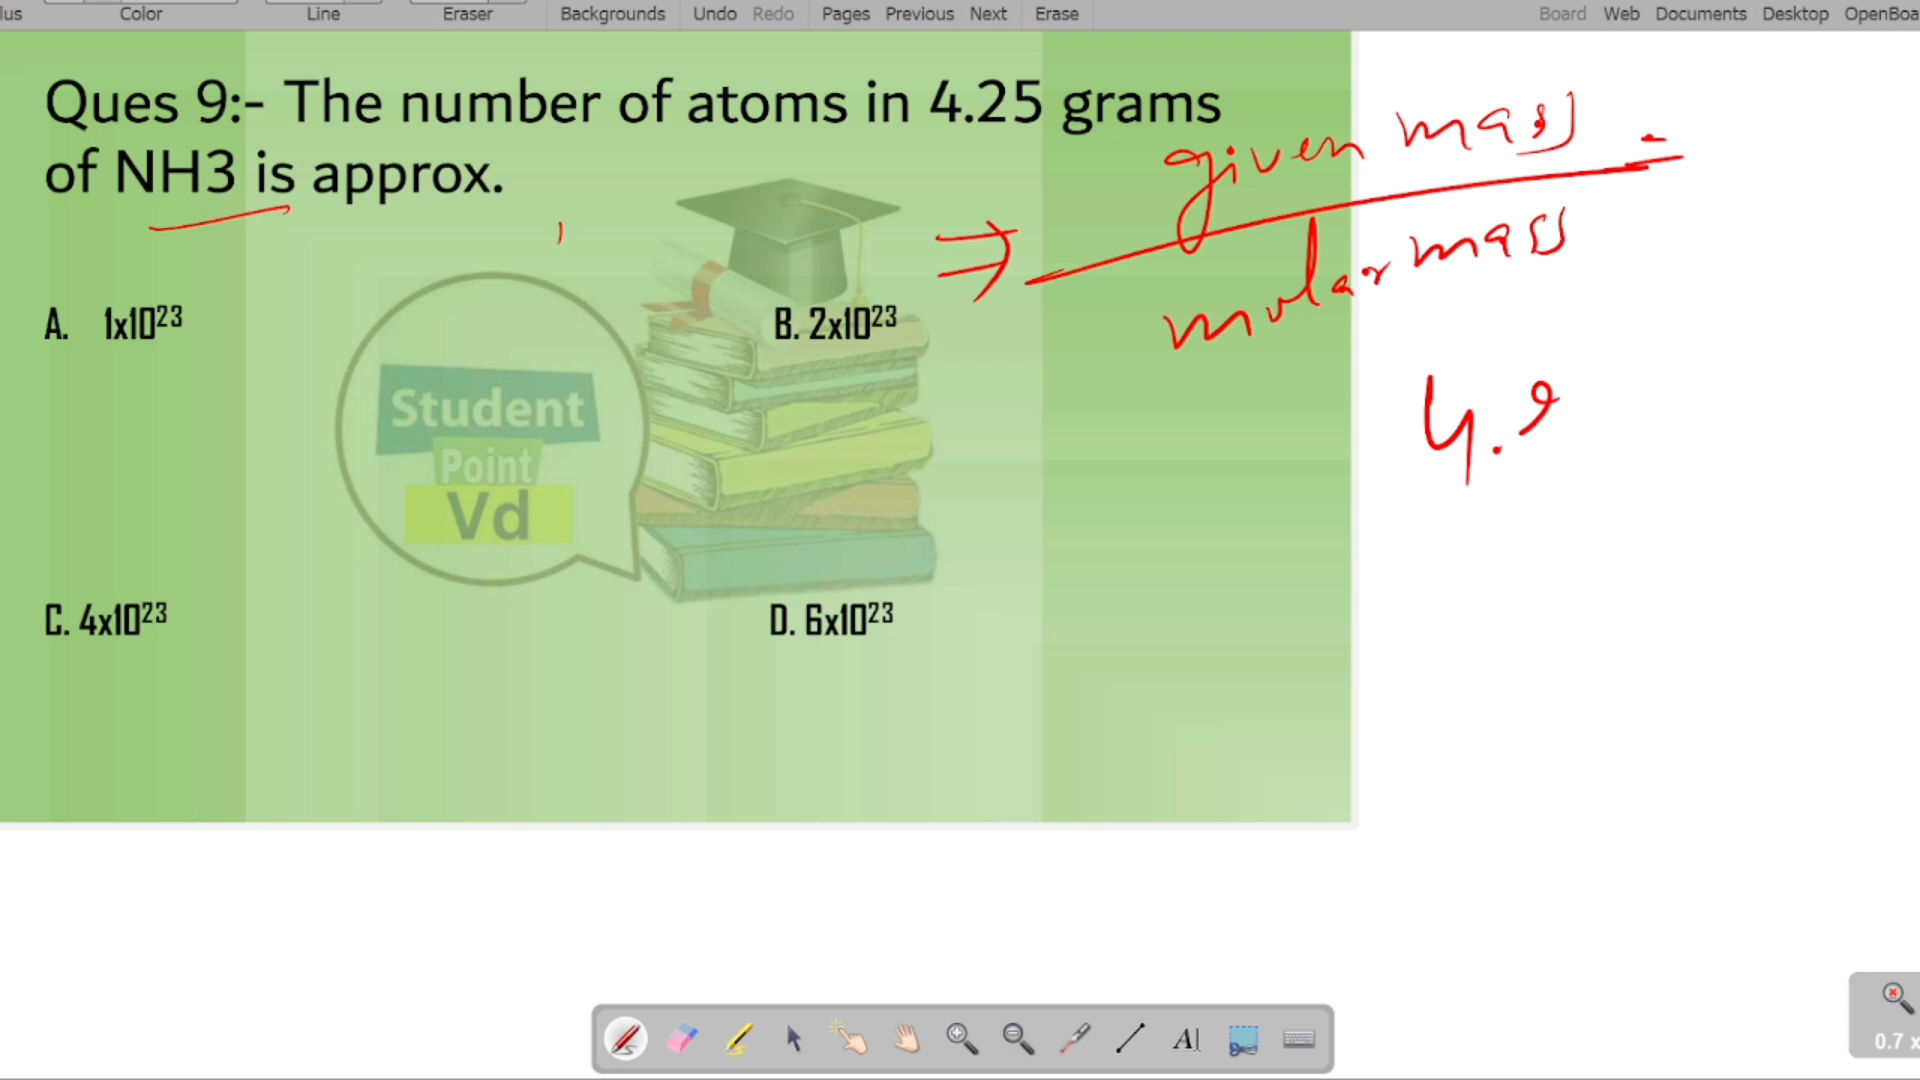 lus Color Line Eraser Backgrounds Undo Redo Pages Previous Next Erase Board Web Documents Desktop OpenBoa
Ques 9:- The number of atoms in 4.25 grams
of NH3 is approx.
⇒ given mass =
molar mass
A. 1x10²³
B. 2x10²³
Student
Point
Vd
4.2
C. 4x10²³
D. 6x10²³
A
0.7 x